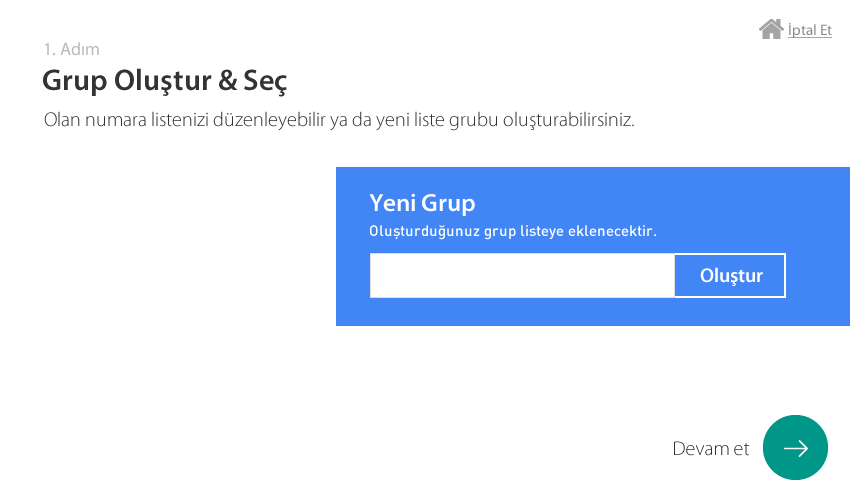 İptal Et
1. Adım
Grup Oluştur & Seç
Olan numara listenizi düzenleyebilir ya da yeni liste grubu oluşturabilirsiniz.
Yeni Grup
Oluşturduğunuz grup listeye eklenecektir.
Oluştur
Devam et